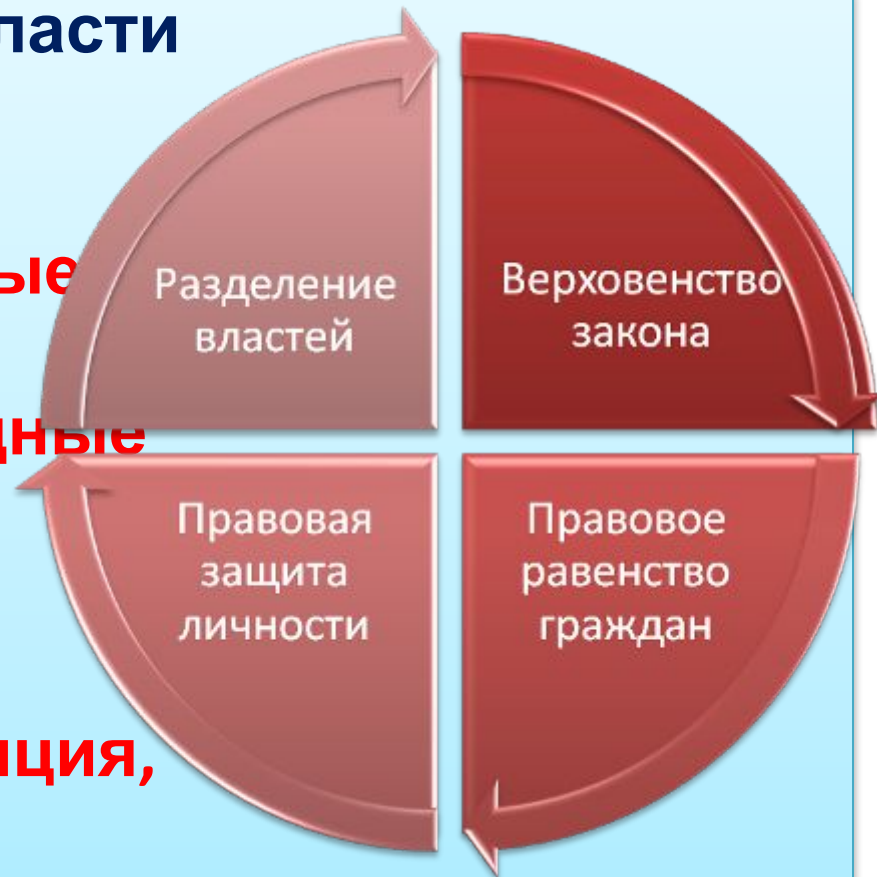 Разделение
властей
Верховенство
закона
Правовая
защита
личности
Правовое
равенство
граждан